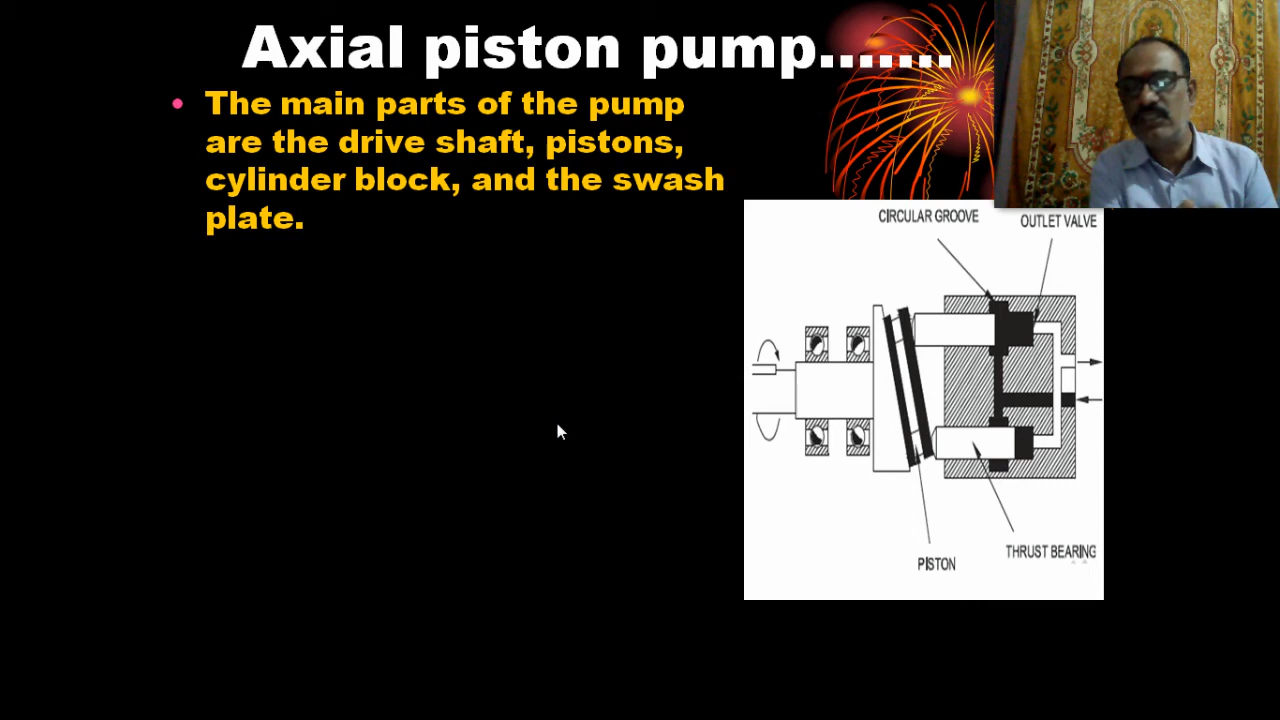 Axial piston pump.......
• The main parts of the pump
are the drive shaft, pistons,
cylinder block, and the swash
plate.
CIRCULAR GROOVE
OUTLET VALVE
THRUST BEARING
PISTON